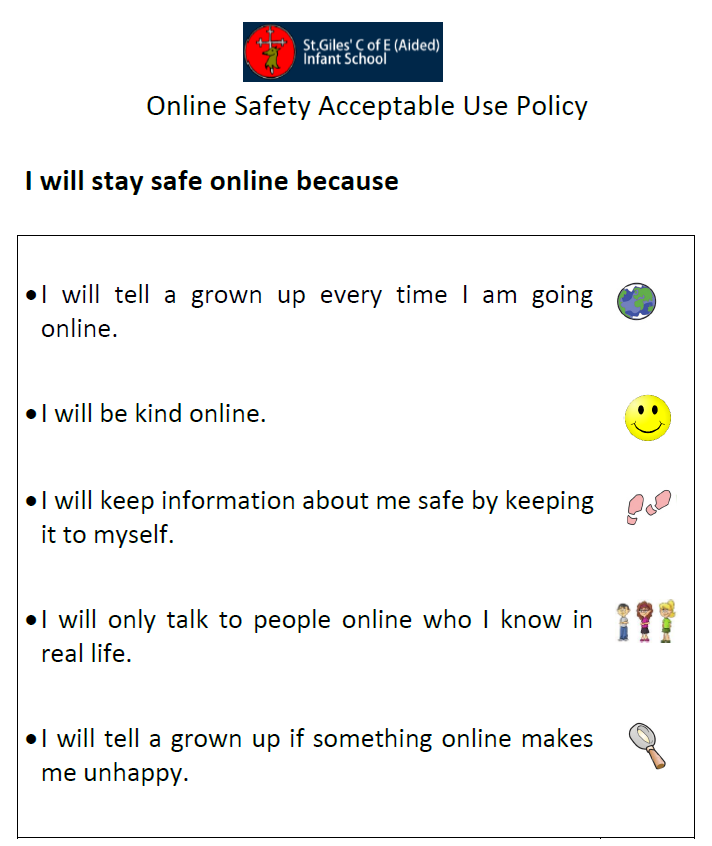 St.Giles' C of E (Aided)
Infant School
Online Safety Acceptable Use Policy
I will stay safe online because
•I will tell a grown up every time I am going
online.
•I will be kind online.
•I will keep information about me safe by keeping
it to myself.
•I will only talk to people online who I know in
real life.
•I will tell a grown up if something online makes
me unhappy.